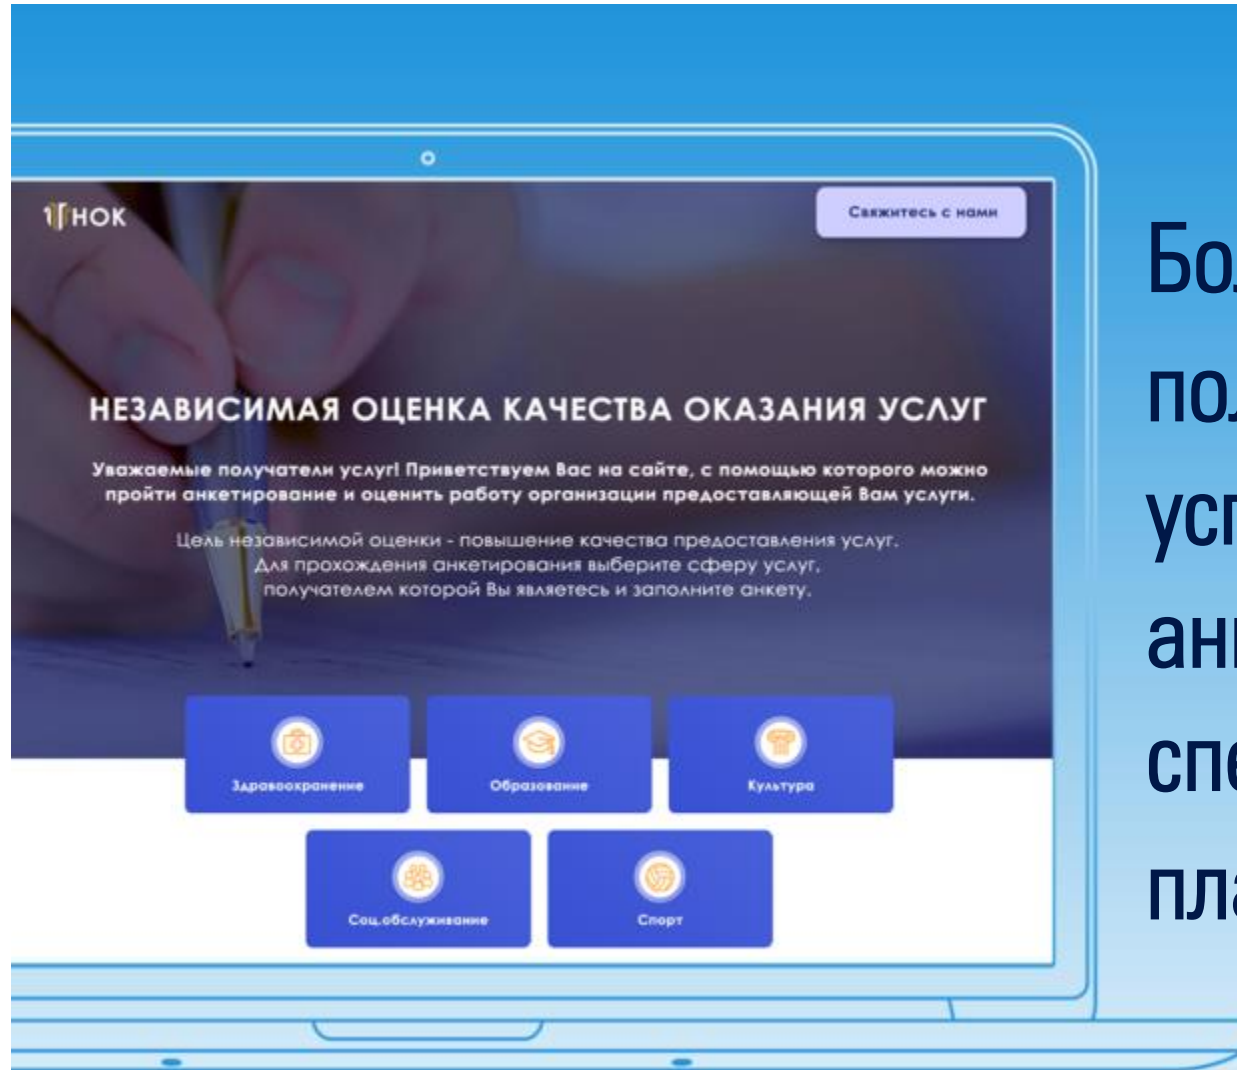 НОК
Свяжитесь с нами
НЕЗАВИСИМАЯ ОЦЕНКА КАЧЕСТВА ОКАЗАНИЯ УСЛУГ
Уважаемые получатели услуг! Приветствуем Вас на сайте, с помощью которого можно
пройти анкетирование и оценить работу организации предоставляющей Вам услуги.
Цель независимой оценки - повышение качества предоставления услуг.
Для прохождения анкетирования выберите сферу услуг,
получателем которой Вы являетесь и заполните анкету.
Здравоохранение
Образование
Культура
Соц.обслуживание
Спорт